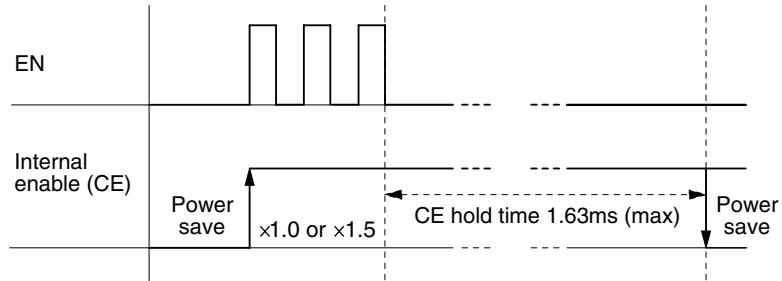 EN
Internal
enable (CE)
Power
save
×1.0 or ×1.5
CE hold time 1.63ms (max)
Power
save